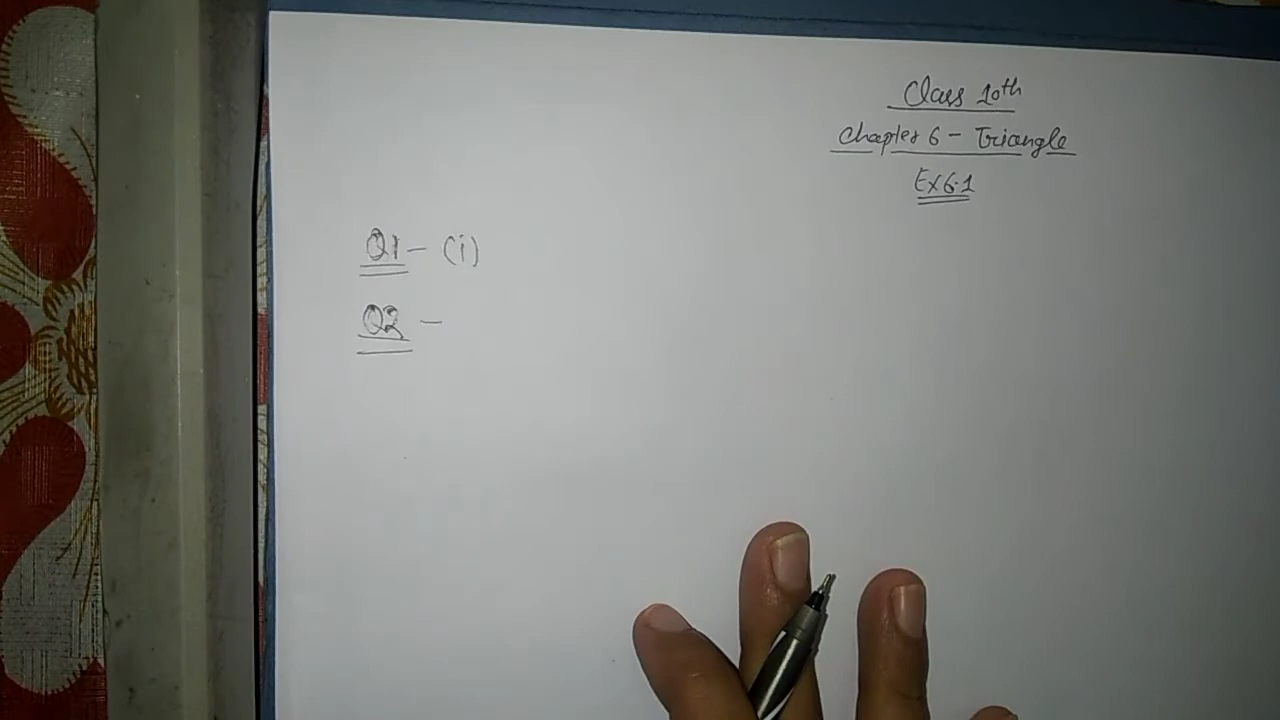 Class 10th
Chapter 6 - Triangle
Ex 6.1
Q1 - (i)
Q2 -